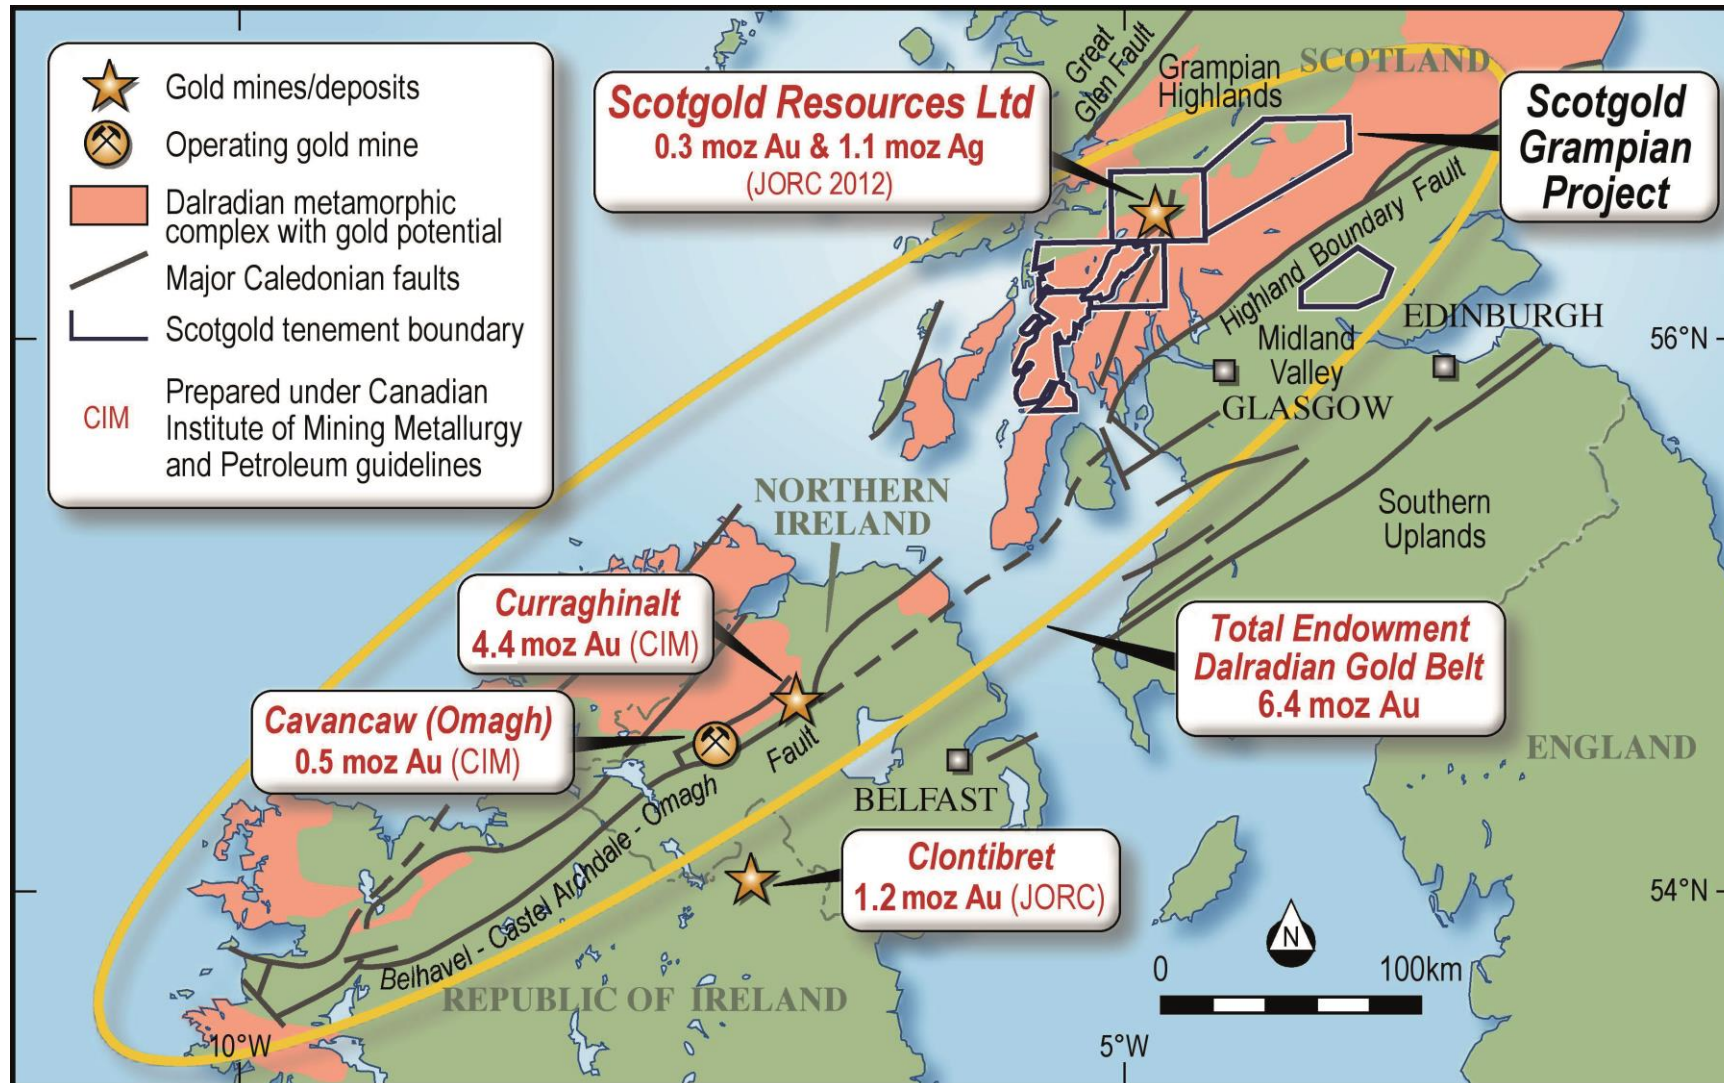 Gold mines/deposits
Operating gold mine
Dalradian metamorphic
complex with gold potential
Major Caledonian faults
Scotgold tenement boundary
CIM
Prepared under Canadian
Institute of Mining Metallurgy
and Petroleum guidelines
Great
Glen Fault
Grampian
Highlands
SCOTLAND
Scotgold Resources Ltd
0.3 moz Au & 1.1 moz Ag
(JORC 2012)
Scotgold
Grampian
Project
Highland Boundary Fault
EDINBURGH
Midland
Valley
GLASGOW
56°N
Southern
Uplands
NORTHERN
IRELAND
Curraghinalt
4.4 moz Au (CIM)
Total Endowment
Dalradian Gold Belt
6.4 moz Au
Cavancaw (Omagh)
0.5 moz Au (CIM)
ENGLAND
BELFAST
Belhavel - Castel Archdale - Omagh Fault
Clontibret
1.2 moz Au (JORC)
54°N
N
0 100km
REPUBLIC OF IRELAND
10°W
5°W